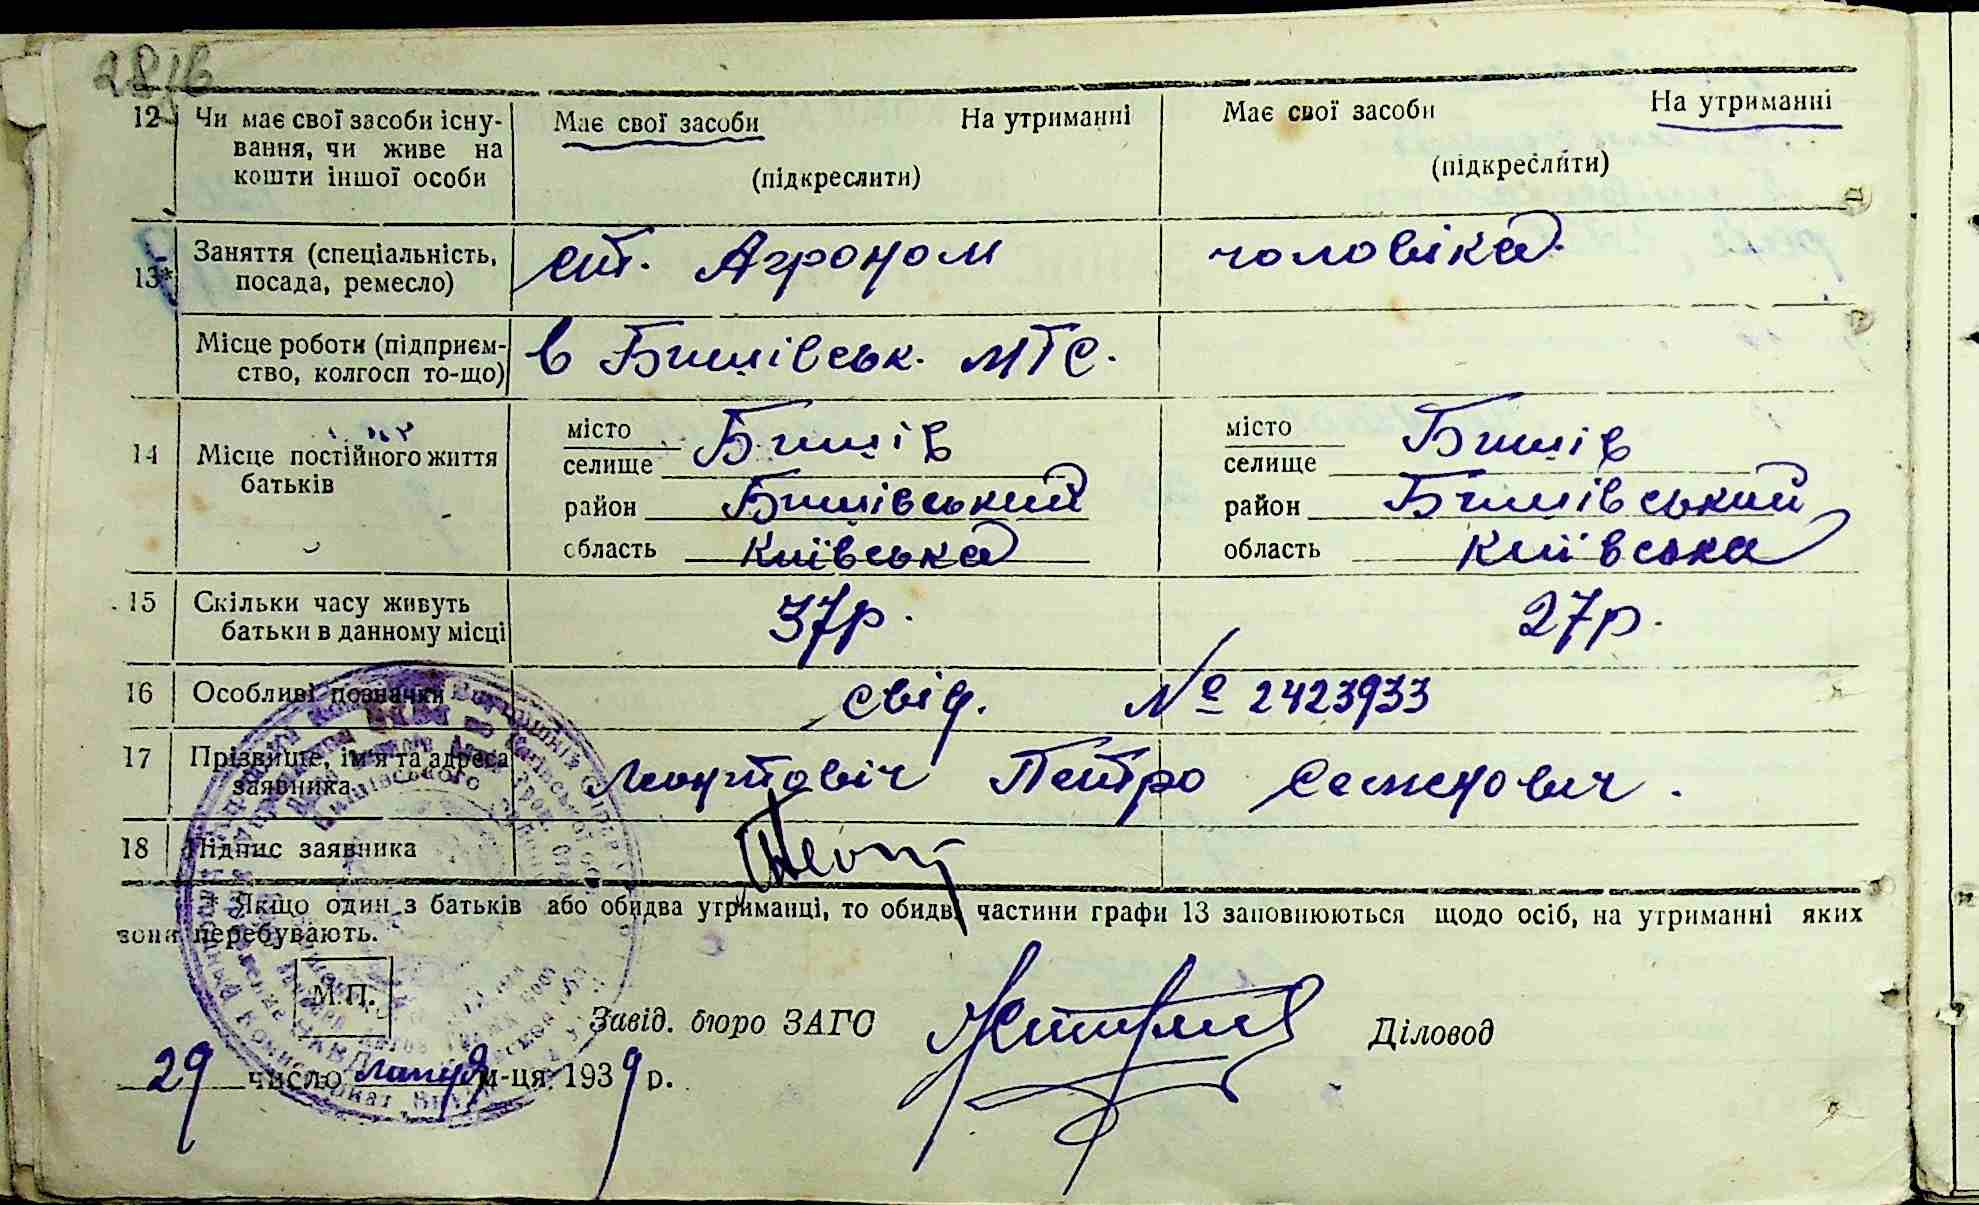 12 Чи має свої засоби існу- Має свої засоби На утриманні Має свої засоби На утриманні
вання, чи живе на
кошти іншої особи (підкреслити) (підкреслити)
13* Заняття (спеціальність, ст. Агроном чоловіка
посада, ремесло)
Місце роботи (підприєм- в Бишівськ. МТС.
ство, колгосп то-що)
14 Місце постійного життя місто Бишів місто Бишів
батьків селище селище
район Бишівський район Бишівський
область Київська область Київська
15 Скільки часу живуть 37р. 27р.
батьки в данному місці
16 Особливі позначки свід. № 2423933
17 Прізвище, ім'я та адреса Петро Семенович.
заявника
18 Підпис заявника
* Якщо один з батьків або обидва утриманці, то обидві частини графи 13 заповнюються щодо осіб, на утриманні яких
вони перебувають.
М.П.
Завід. бюро ЗАГС Діловод
29 число м-ця 1939 р.